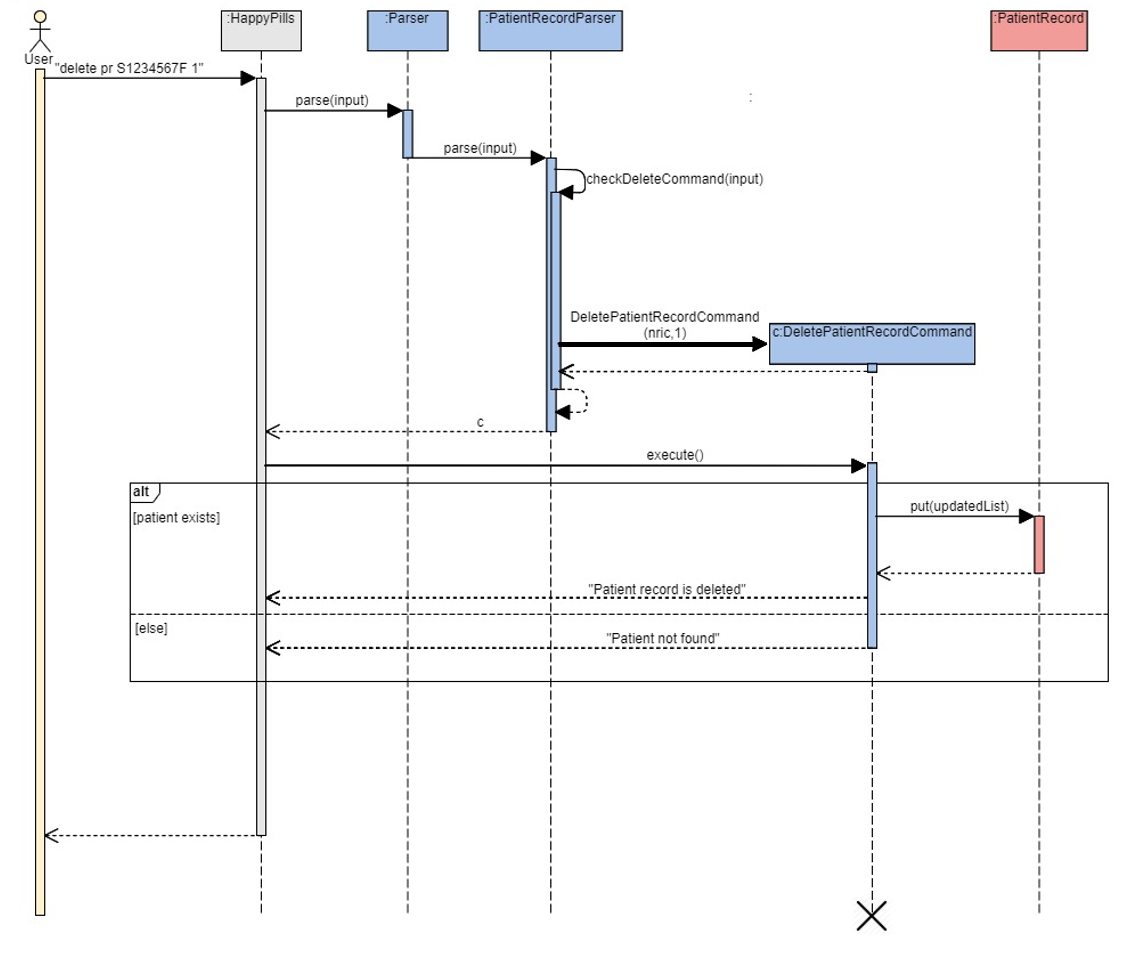 :HappyPills
:Parser
:PatientRecordParser
:PatientRecord
User
"delete pr S1234567F 1"
parse(input)
:
parse(input)
checkDeleteCommand(input)
DeletePatientRecordCommand
(nric,1)
c:DeletePatientRecordCommand
c
execute()
alt
[patient exists]
put(updatedList)
"Patient record is deleted"
[else]
"Patient not found"